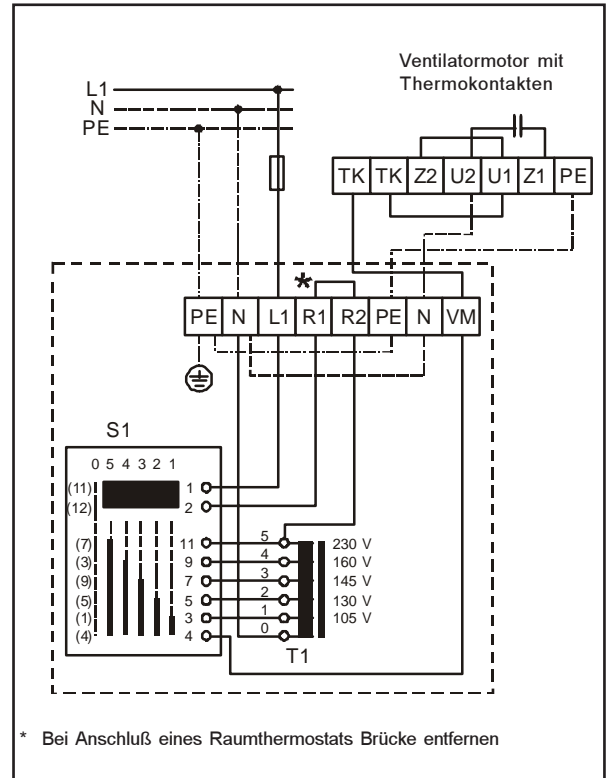 Ventilatormotor mit
Thermokontakten
L1
N
PE
TK TK Z2 U2 U1 Z1 PE
*
PE N L1 R1 R2 PE N VM
S1
0 5 4 3 2 1
(11) 1
(12) 2
(7) 11 5 230 V
(3) 9 4 160 V
(9) 7 3 145 V
(5) 5 2 130 V
(1) 3 1 105 V
(4) 4 0
T1
* Bei Anschluß eines Raumthermostats Brücke entfernen